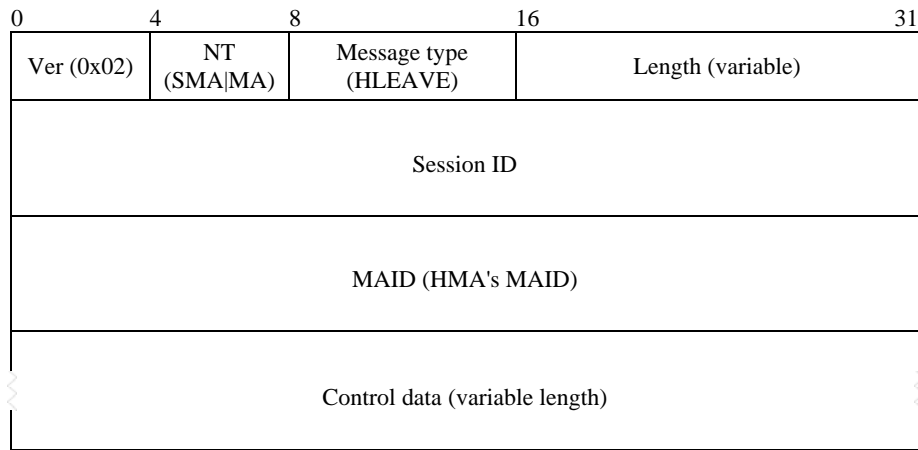 0 4 8 16 31
Ver (0x02)
NT
(SMA|MA)
Message type
(HLEAVE)
Length (variable)
Session ID
MAID (HMA's MAID)
Control data (variable length)